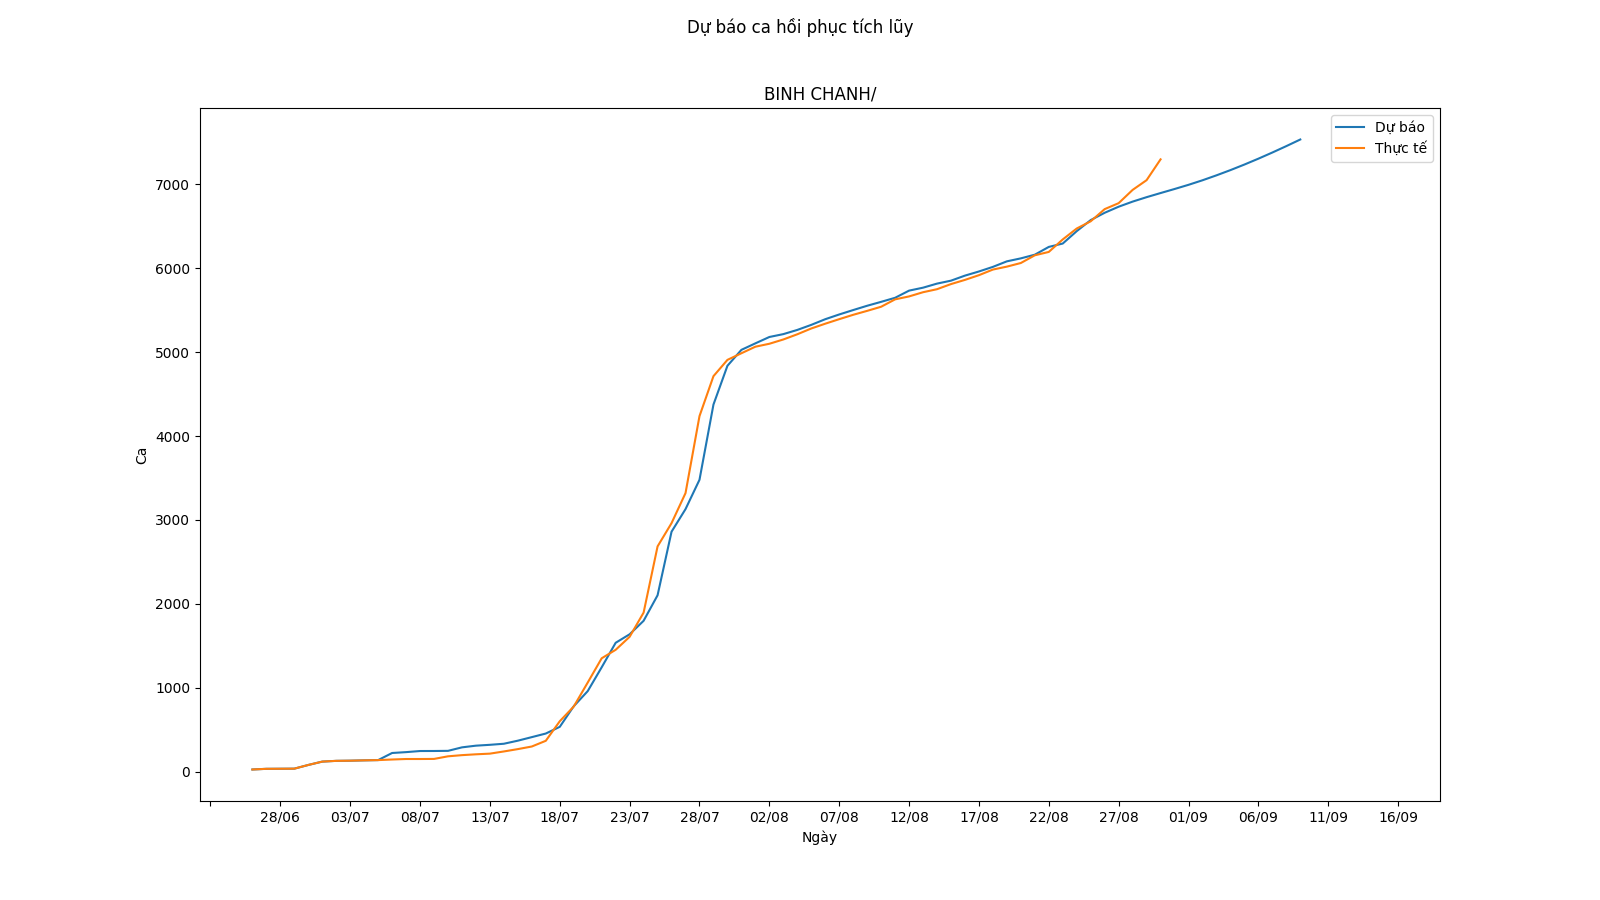 Dự báo ca hồi phục tích lũy
BINH CHANH/
Dự báo
Thực tế
7000
6000
5000
4000
3000
2000
1000
0
Ca
28/06 03/07 08/07 13/07 18/07 23/07 28/07 02/08 07/08 12/08 17/08 22/08 27/08 01/09 06/09 11/09 16/09
Ngày